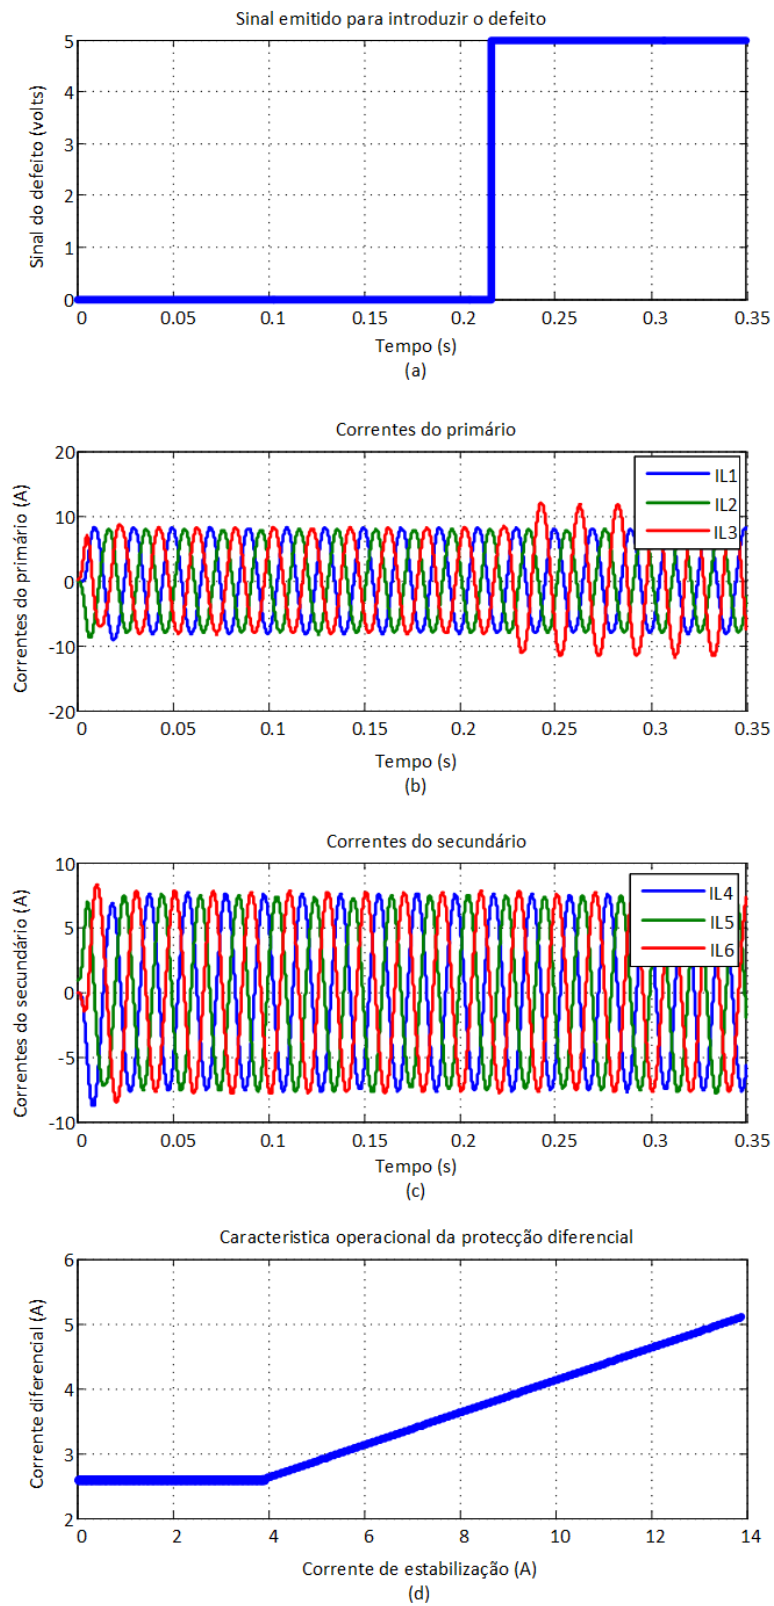 Sinal emitido para introduzir o defeito
5
4
3
2
1
0
Sinal do defeito (volts)
0 0.05 0.1 0.15 0.2 0.25 0.3 0.35
Tempo (s)
(a)
Correntes do primário
20
10
0
-10
-20
Correntes do primário (A)
IL1
IL2
IL3
0 0.05 0.1 0.15 0.2 0.25 0.3 0.35
Tempo (s)
(b)
Correntes do secundário
10
5
0
-5
-10
Correntes do secundário (A)
IL4
IL5
IL6
0 0.05 0.1 0.15 0.2 0.25 0.3 0.35
Tempo (s)
(c)
Caracteristica operacional da protecção diferencial
6
5
4
3
2
Corrente diferencial (A)
0 2 4 6 8 10 12 14
Corrente de estabilização (A)
(d)